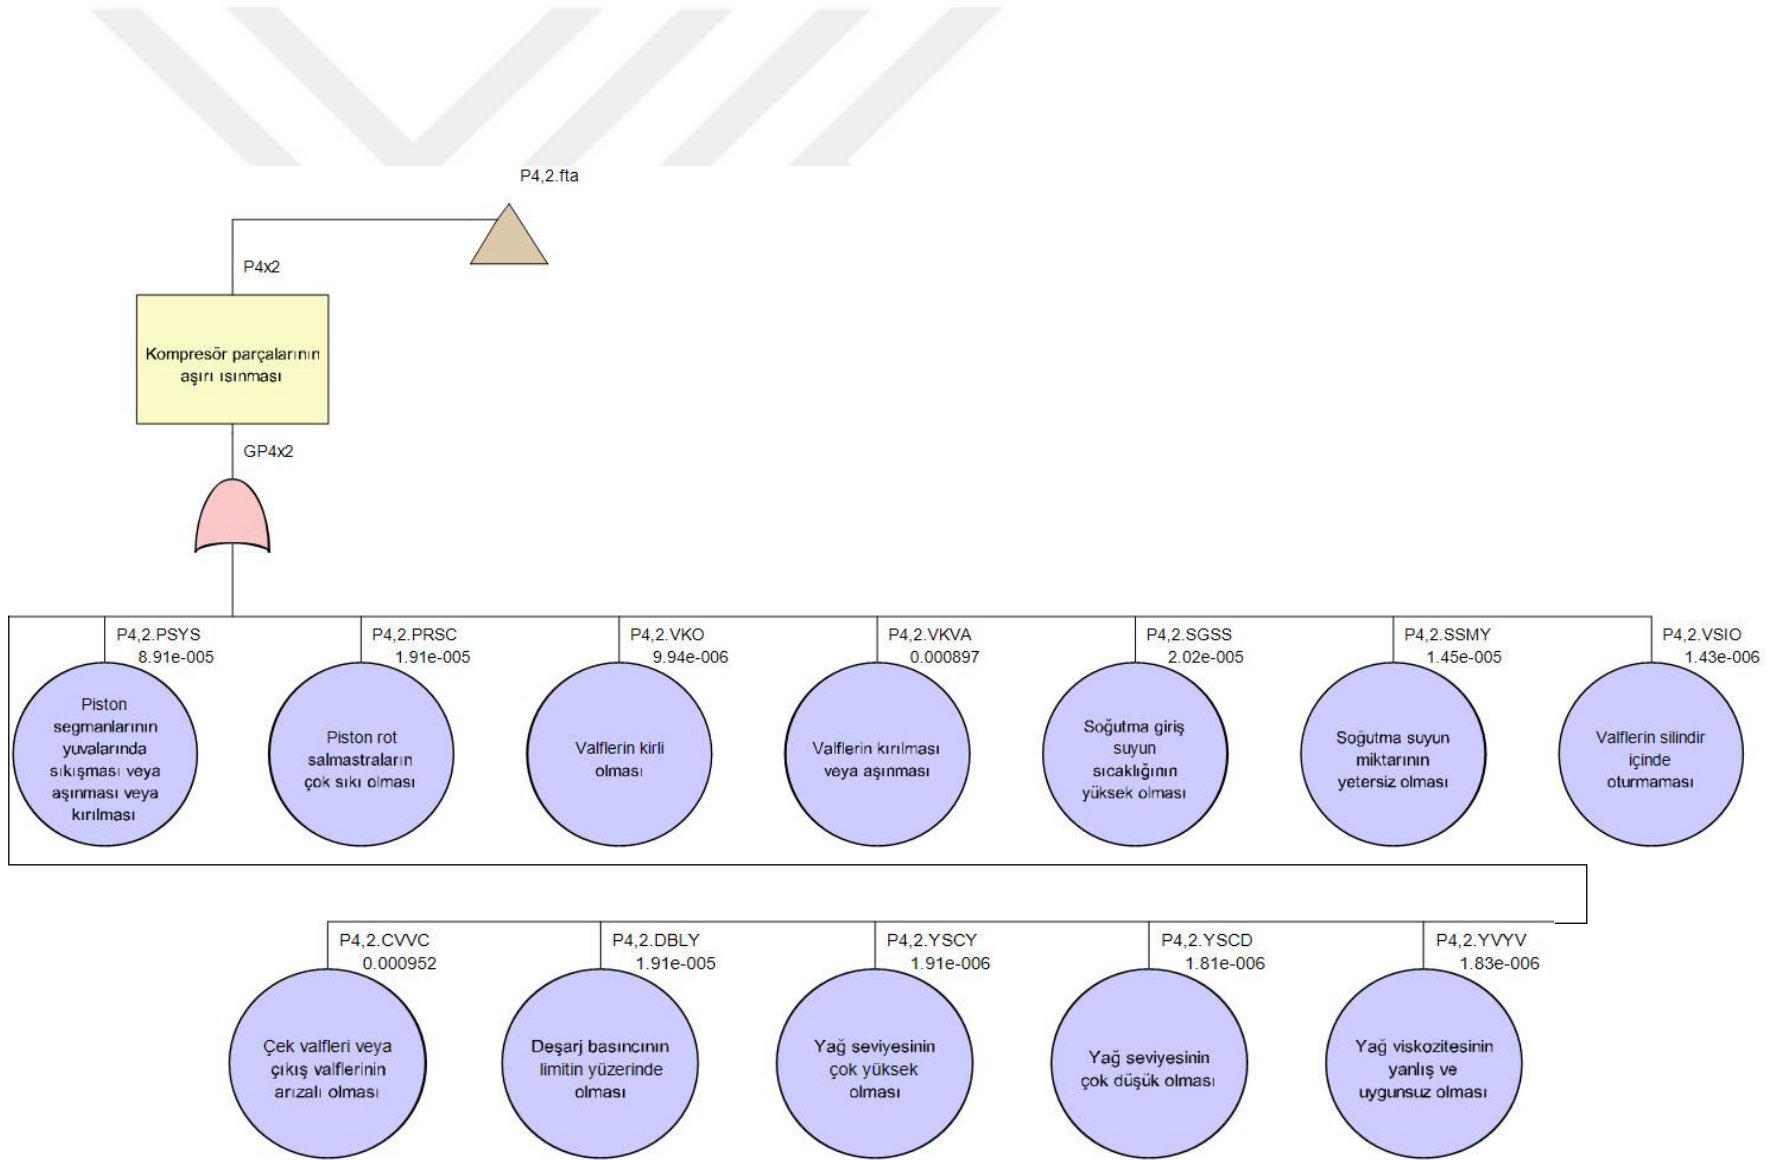 P4,2.fta
P4x2
Kompresör parçalarının
aşırı ısınması
GP4x2
P4,2.PSYS
8.91e-005
Piston
segmanlarının
yuvalarında
sıkışması veya
aşınması veya
kırılması
P4,2.PRSC
1.91e-005
Piston rot
salmastraların
çok sıkı olması
P4,2.VKO
9.94e-006
Valflerin kirli
olması
P4,2.VKVA
0.000897
Valflerin kırılması
veya aşınması
P4,2.SGSS
2.02e-005
Soğutma giriş
suyun
sıcaklığının
yüksek olması
P4,2.SSMY
1.45e-005
Soğutma suyun
miktarının
yetersiz olması
P4,2.VSIO
1.43e-006
Valflerin silindir
içinde
oturmaması
P4,2.CVVC
0.000952
Çek valfleri veya
çıkış valflerinin
arızalı olması
P4,2.DBLY
1.91e-005
Deşarj basıncının
limitin yüzerinde
olması
P4,2.YSCY
1.91e-006
Yağ seviyesinin
çok yüksek
olması
P4,2.YSCD
1.81e-006
Yağ seviyesinin
çok düşük olması
P4,2.YVYV
1.83e-006
Yağ viskozitesinin
yanlış ve
uygunsuz olması